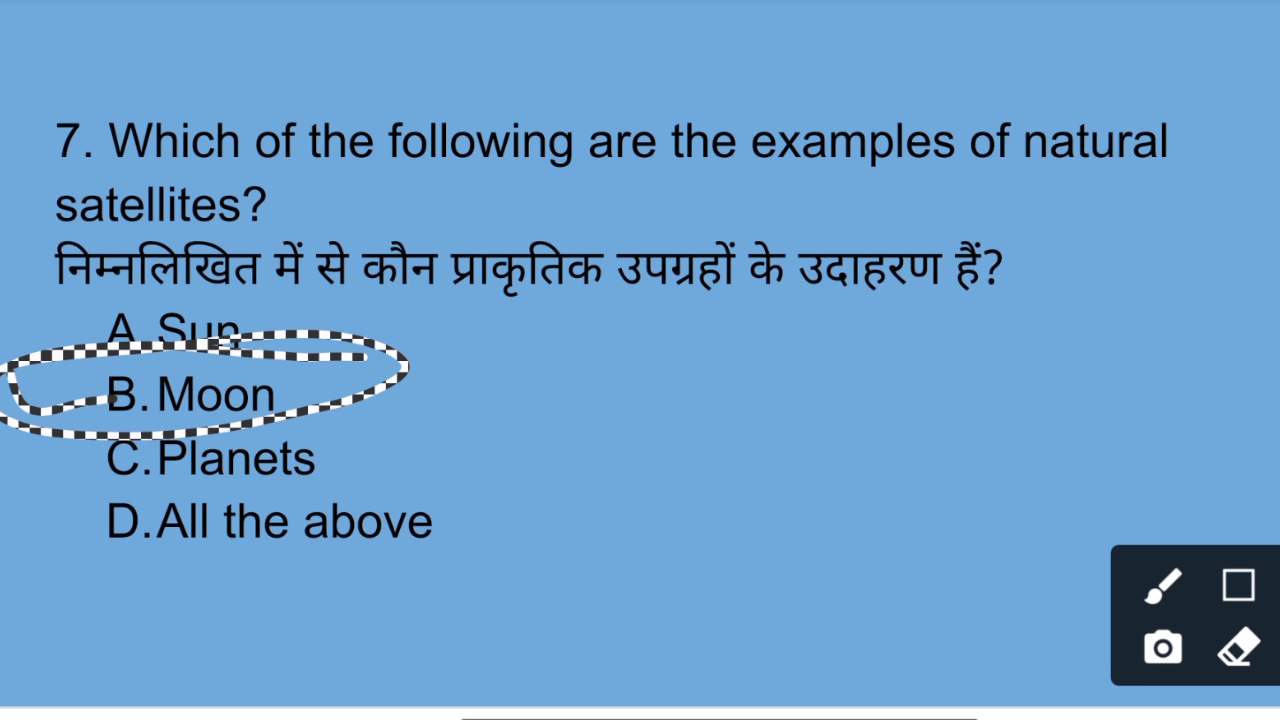 7. Which of the following are the examples of natural
satellites?
निम्नलिखित में से कौन प्राकृतिक उपग्रहों के उदाहरण हैं?
A. Sun
B. Moon
C. Planets
D. All the above